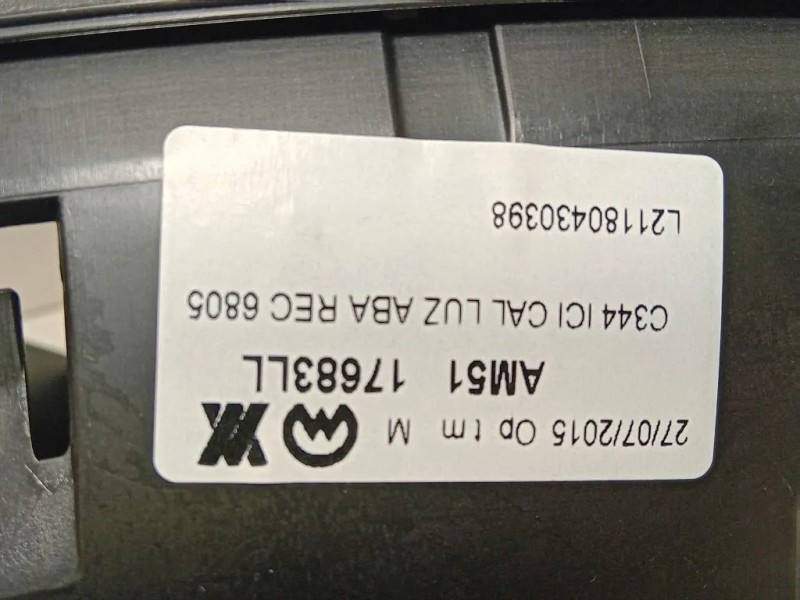 27/07/2015 Op t m M
AM51 17683LL
C344 ICI CAL LUZ ABA REC 6805
L21180430398